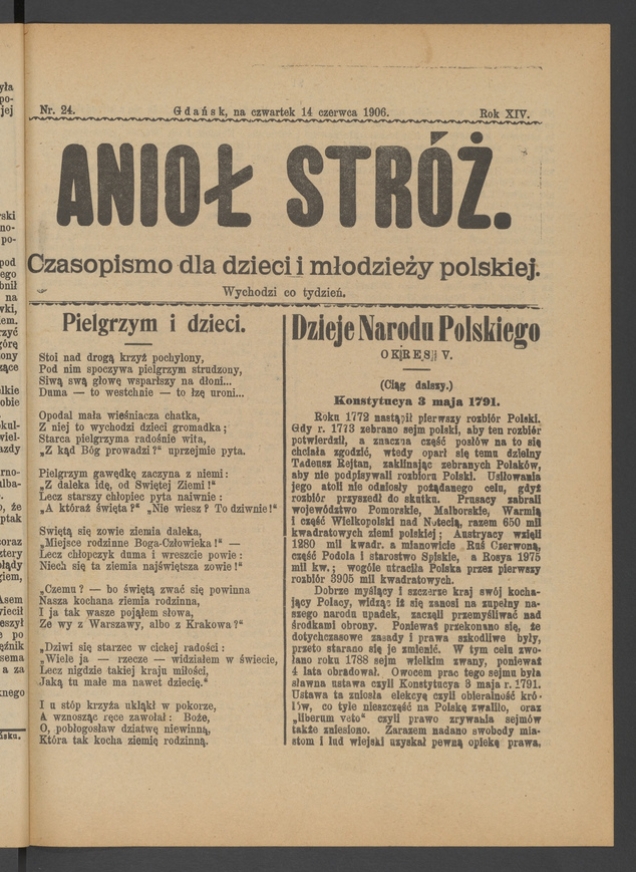 Nr. 24.
Gdańsk, na czwartek 14 czerwca 1906.
Rok XIV.
ANIOŁ STRÓŻ.
Czasopismo dla dzieci i młodzieży polskiej.
Wychodzi co tydzień.
Pielgrzym i dzieci.
Stoi nad drogą krzyż pochylony,
Pod nim spoczywa pielgrzym strudzony,
Siwą swą głowę wsparłszy na dłoni...
Duma — to westchnie — to łzę uroni...
Opodal mała wieśniacza chatka,
Z niej to wychodzi dzieci gromadka;
Starca pielgrzyma radośnie wita,
„Z kąd Bóg prowadzi?" uprzejmie pyta.
Pielgrzym gawędkę zaczyna z niemi:
„Z daleka idę, od Świętej Ziemi!"
Lecz starszy chłopiec pyta naiwnie:
„A któraż święta?" „Nie wiesz? To dziwnie!"
Świętą się zowie ziemia daleka,
„Miejsce rodzinne Boga-Człowieka!" —
Lecz chłopczyk duma i wreszcie powie:
Niech się ta ziemia najświętsza zowie!"
„Czemu? — bo świętą zwać się powinna
Nasza kochana ziemia rodzinna,
I ja tak wasze pojąłem słowa,
Że wy z Warszawy, albo z Krakowa?"
„Dziwi się starzec w cichej radości:
„Wiele ja — rzecze — widziałem w świecie,
Lecz nigdzie takiej kraju miłości,
Jaką tu małe ma nawet dziecię."
I u stóp krzyża ukląkł w pokorze,
A wznosząc ręce zawołał: Boże,
O, pobłogosław dziatwę niewinną,
Która tak kocha ziemię rodzinną.
Dzieje Narodu Polskiego
OKRES V.
(Ciąg dalszy.)
Konstytucya 3 maja 1791.
Roku 1772 nastąpił pierwszy rozbiór Polski.
Gdy r. 1773 zebrano sejm polski, aby ten rozbiór
potwierdził, a znaczna część posłów na to się
chciała zgodzić, wtedy oparł się temu dzielny
Tadeusz Rejtan, zaklinając zebranych Polaków,
aby nie podpisywali rozbioru Polski. Usiłowania
jego atoli nie odniosły pożądanego celu, gdyż
rozbiór przyszedł do skutku. Prusacy zabrali
województwo Pomorskie, Malborskie, Warmią
i część Wielkopolski nad Notecią, razem 650 mil
kwadratowych ziemi polskiej; Austryacy wzięli
1280 mil kwadr. a mianowicie Ruś Czerwoną,
część Podola i starostwo Spiskie, a Rosya 1975
mil kw.; wogóle utraciła Polska przez pierwszy
rozbiór 3905 mil kwadratowych.
Dobrze myślący i szczerze kraj swój kocha-
jący Polacy, widząc iż się zanosi na zupełny na-
szego narodu upadek, zaczęli przemyśliwać nad
środkami obrony. Ponieważ przekonano się, że
dotychczasowe zasady i prawa szkodliwe były,
przeto starano się je zmienić. W tym celu zwo-
łano roku 1788 sejm wielkim zwany, ponieważ
4 lata obradował. Owocem prac tego sejmu była
sławna ustawa czyli Konstytucya 3 maja r. 1791.
Ustawa ta zniosła elekcyę czyli obieralność kró-
lów, co tyle nieszczęść na Polskę zwaliło, oraz
„liberum veto" czyli prawo zrywania sejmów
także zniesiono. Zarazem nadano swobody mia-
stom i lud wiejski uzyskał pewną opiekę prawa,